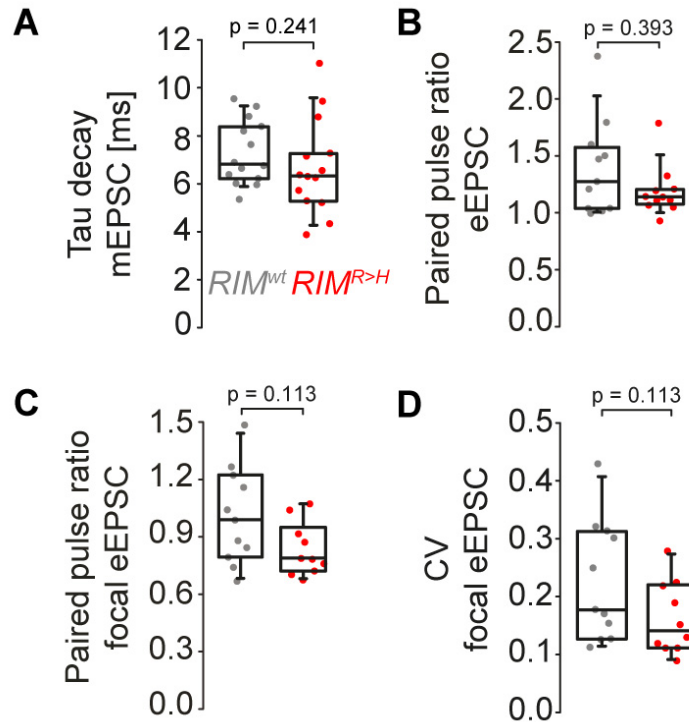 A
p = 0.241
Tau decay
mEPSC [ms]
12
10
8
6
4
2
0
RIMwt RIMR>H
B
p = 0.393
Paired pulse ratio
eEPSC
2.5
2.0
1.5
1.0
0.5
0.0
C
p = 0.113
Paired pulse ratio
focal eEPSC
1.5
1.2
0.9
0.6
0.3
0.0
D
p = 0.113
CV
focal eEPSC
0.5
0.4
0.3
0.2
0.1
0.0